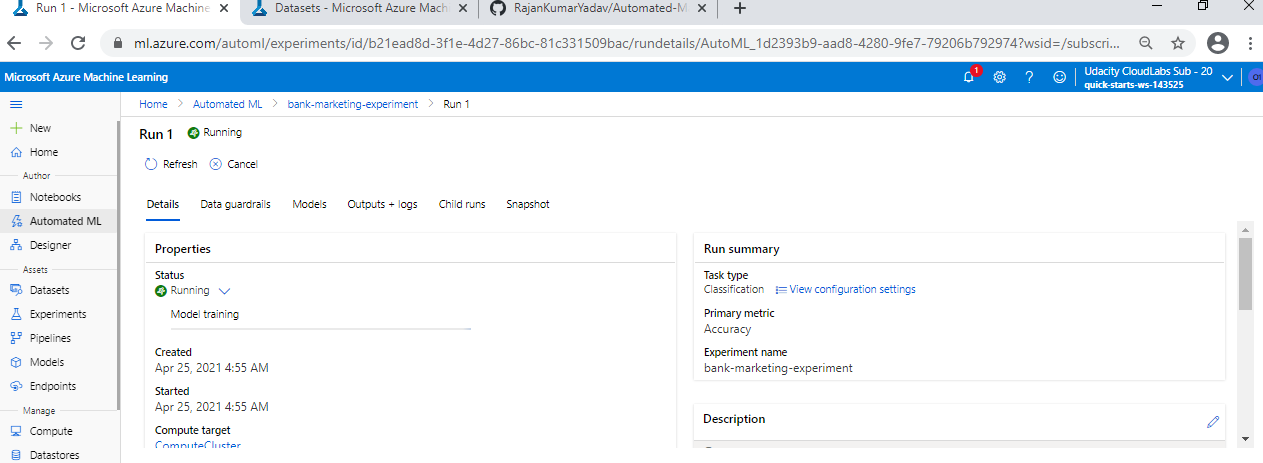 Run 1 - Microsoft Azure Machine
Datasets - Microsoft Azure Mach
RajanKumarYadav/Automated-M
ml.azure.com/automl/experiments/id/b21ead8d-3f1e-4d27-86bc-81c331509bac/rundetails/AutoML_1d2393b9-aad8-4280-9fe7-79206b792974?wsid=/subscri...
Microsoft Azure Machine Learning
1
?
Udacity CloudLabs Sub - 20
quick-starts-ws-143525
New
Home
Author
Notebooks
Automated ML
Designer
Assets
Datasets
Experiments
Pipelines
Models
Endpoints
Manage
Compute
Datastores
Home > Automated ML > bank-marketing-experiment > Run 1
Run 1 Running
Refresh Cancel
Details Data guardrails Models Outputs + logs Child runs Snapshot
Properties
Status
Running
Model training
Created
Apr 25, 2021 4:55 AM
Started
Apr 25, 2021 4:55 AM
Compute target
ComputeCluster
Run summary
Task type
Classification View configuration settings
Primary metric
Accuracy
Experiment name
bank-marketing-experiment
Description